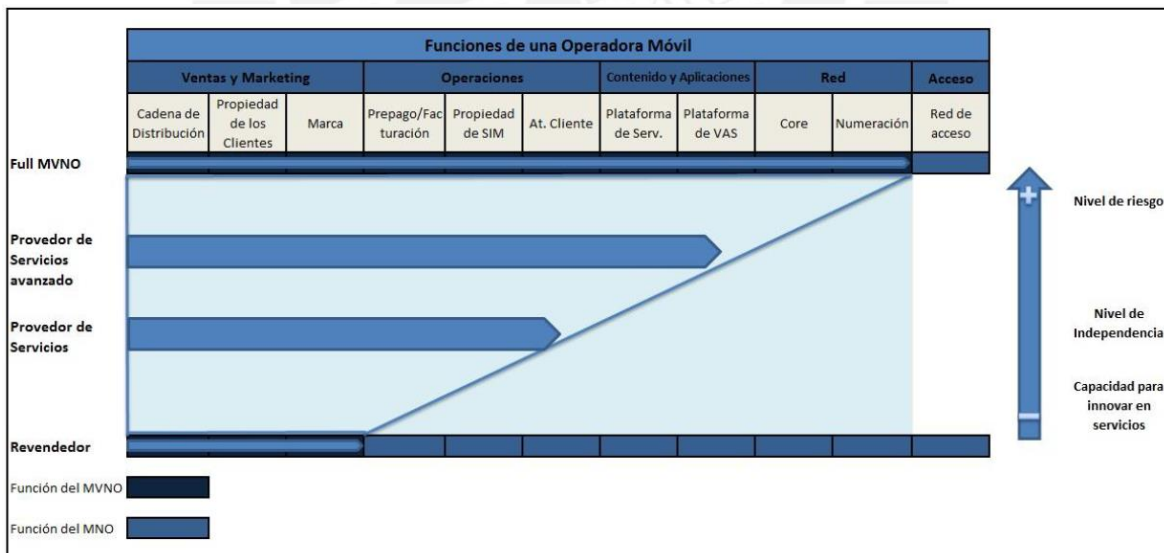 Funciones de una Operadora Móvil
Ventas y Marketing
Operaciones
Contenido y Aplicaciones
Red
Acceso
Cadena de
Distribución
Propiedad
de los
Clientes
Marca
Prepago/Fac
turación
Propiedad
de SIM
At. Cliente
Plataforma
de Serv.
Plataforma
de VAS
Core
Numeración
Red de
acceso
Full MVNO
Provedor de
Servicios
avanzado
Provedor de
Servicios
Revendedor
+
Nivel de riesgo
Nivel de
Independencia
Capacidad para
innovar en
servicios
Función del MVNO
Función del MNO